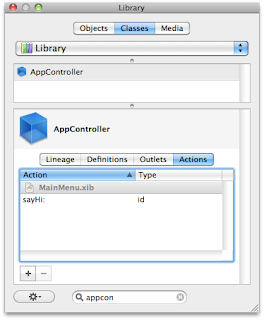 Library
Objects Classes Media
Library
AppController
AppController
Lineage Definitions Outlets Actions
Action Type
MainMenu.xib
sayHi: id
appcon